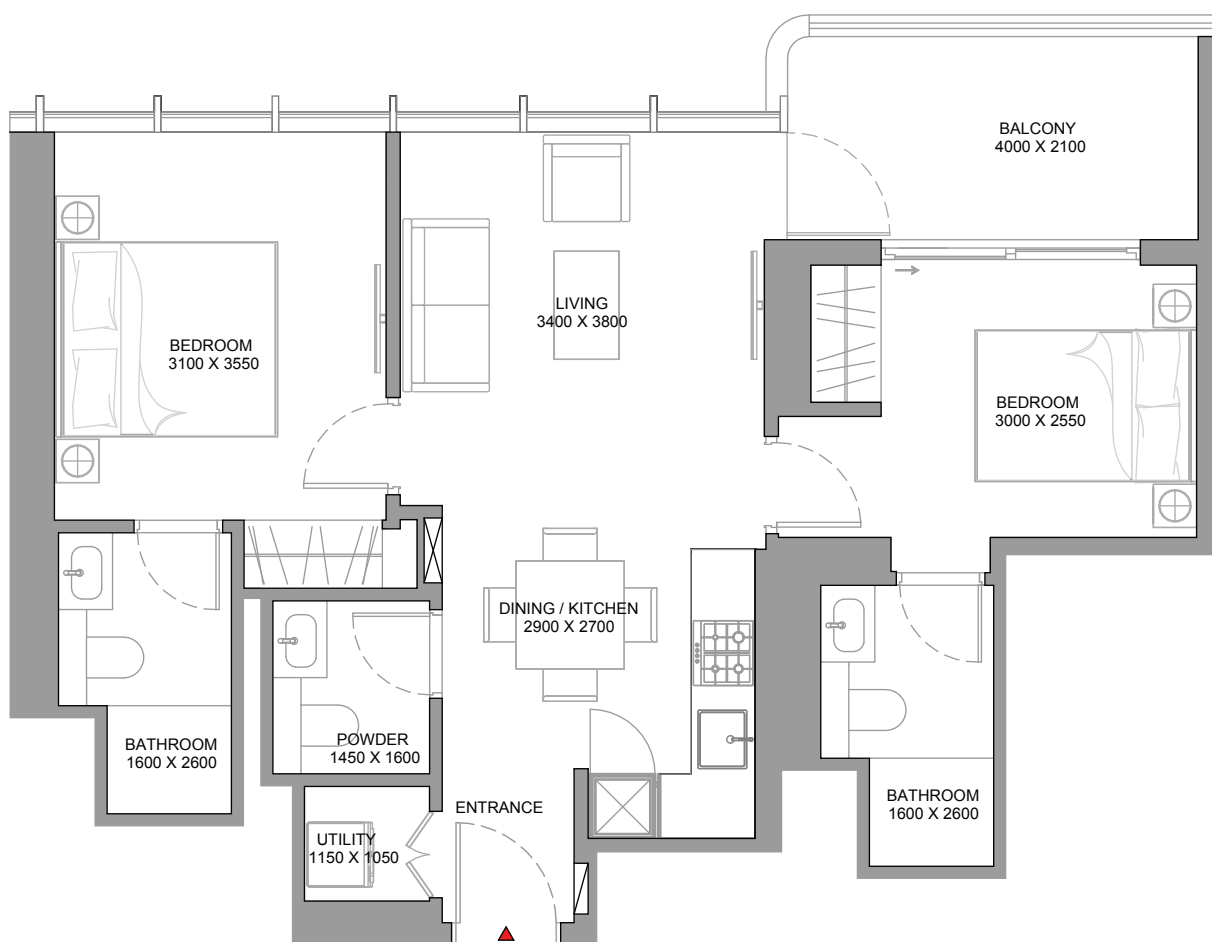 BALCONY
4000 X 2100
LIVING
3400 X 3800
BEDROOM
3100 X 3550
BEDROOM
3000 X 2550
DINING / KITCHEN
2900 X 2700
POWDER
1450 X 1600
BATHROOM
1600 X 2600
BATHROOM
1600 X 2600
ENTRANCE
UTILITY
1150 X 1050